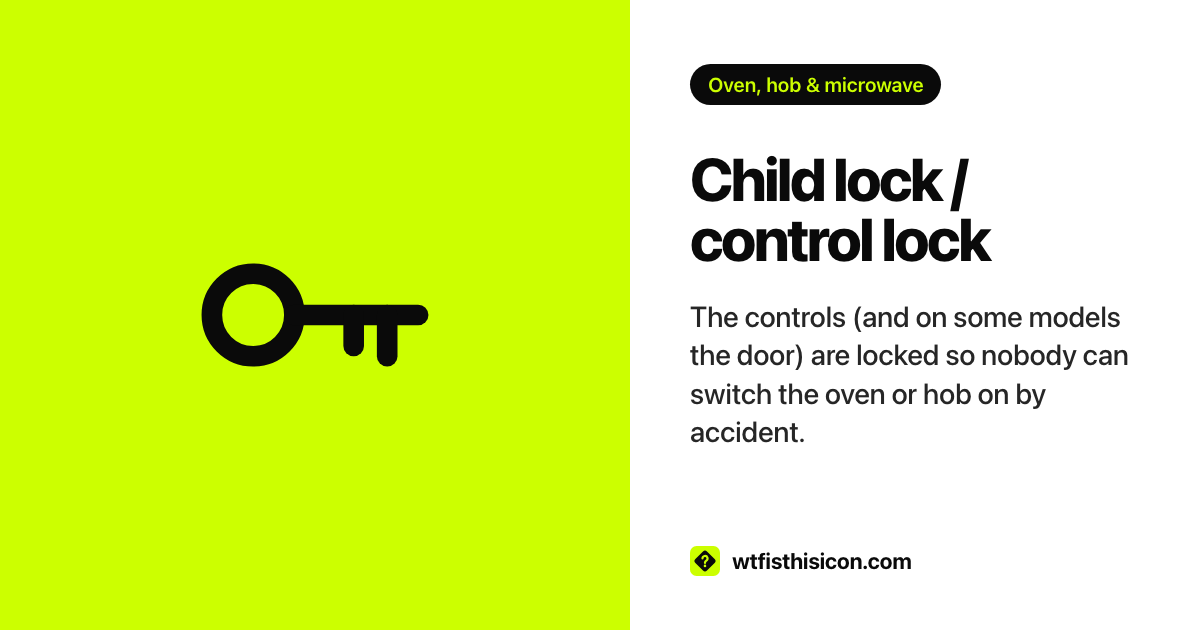 Oven, hob & microwave
Child lock /
control lock
The controls (and on some models
the door) are locked so nobody can
switch the oven or hob on by
accident.
?
wtfisthisicon.com